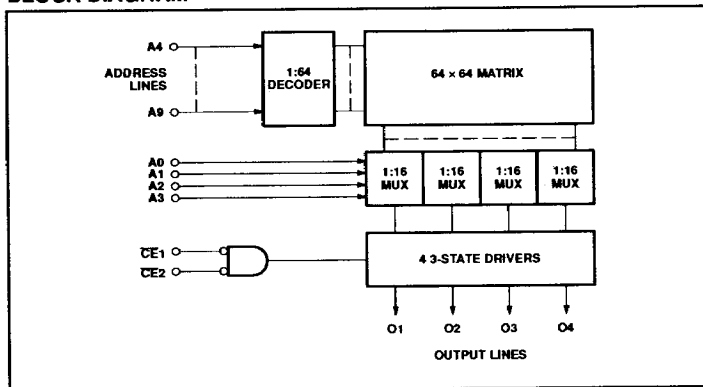 A4
ADDRESS
LINES
A9
1:64
DECODER
64 × 64 MATRIX
A0
A1
A2
A3
1:16
MUX
1:16
MUX
1:16
MUX
1:16
MUX
CE1
CE2
4 3-STATE DRIVERS
O1 O2 O3 O4
OUTPUT LINES